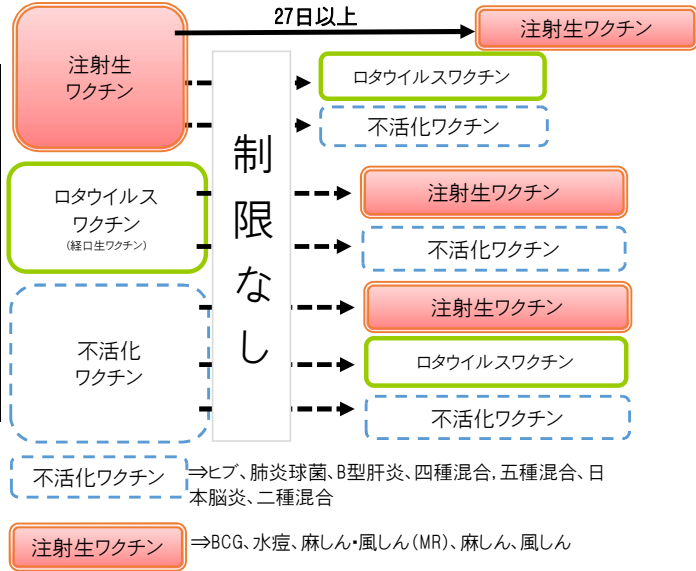 27日以上
注射生
ワクチン
注射生ワクチン
ロタウイルスワクチン
不活化ワクチン
制限なし
ロタウイルス
ワクチン
(経口生ワクチン)
注射生ワクチン
不活化ワクチン
不活化
ワクチン
注射生ワクチン
ロタウイルスワクチン
不活化ワクチン
不活化ワクチン
⇒ヒブ、肺炎球菌、B型肝炎、四種混合,五種混合、日
本脳炎、二種混合
注射生ワクチン
⇒BCG、水痘、麻しん・風しん(MR)、麻しん、風しん